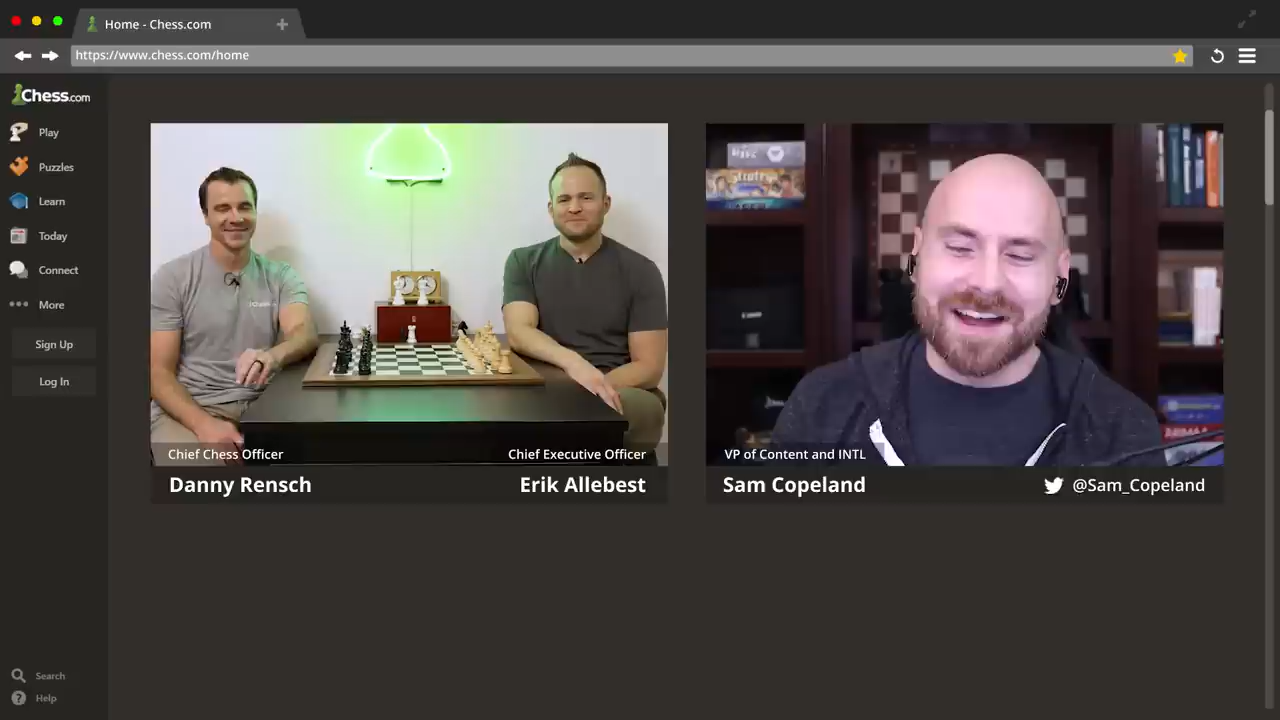 Home - Chess.com
https://www.chess.com/home
Chess.com
Play
Puzzles
Learn
Today
Connect
More
Sign Up
Log In
Search
Help
Chief Chess Officer
Danny Rensch
Chief Executive Officer
Erik Allebest
VP of Content and INTL
Sam Copeland
@Sam_Copeland